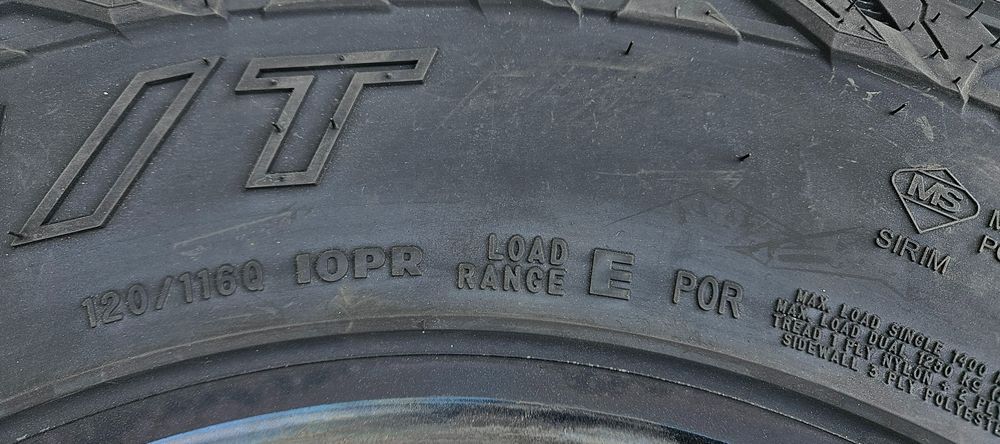 /T
120/116Q 10PR LOAD RANGE E POR
MS
SIRIM
MAX. LOAD SINGLE 1400
MAX. LOAD DUAL 1250 KG
TREAD 1 PLY NYLON +
SIDEWALL 3 PLY